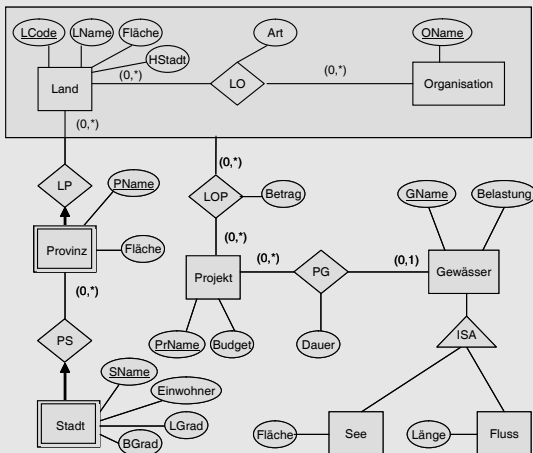 LCode LName Fläche OName
Art
HStadt
(0,*) (0,*)
Land LO Organisation
(0,*)
(0,*)
LP PName GName Belastung
LOP Betrag
(0,*)
Provinz Fläche
(0,*) (0,1)
Projekt PG Gewässer
(0,*)
PS PrName Budget Dauer ISA
SName
Einwohner
Stadt LGrad
BGrad
Fläche See Länge Fluss